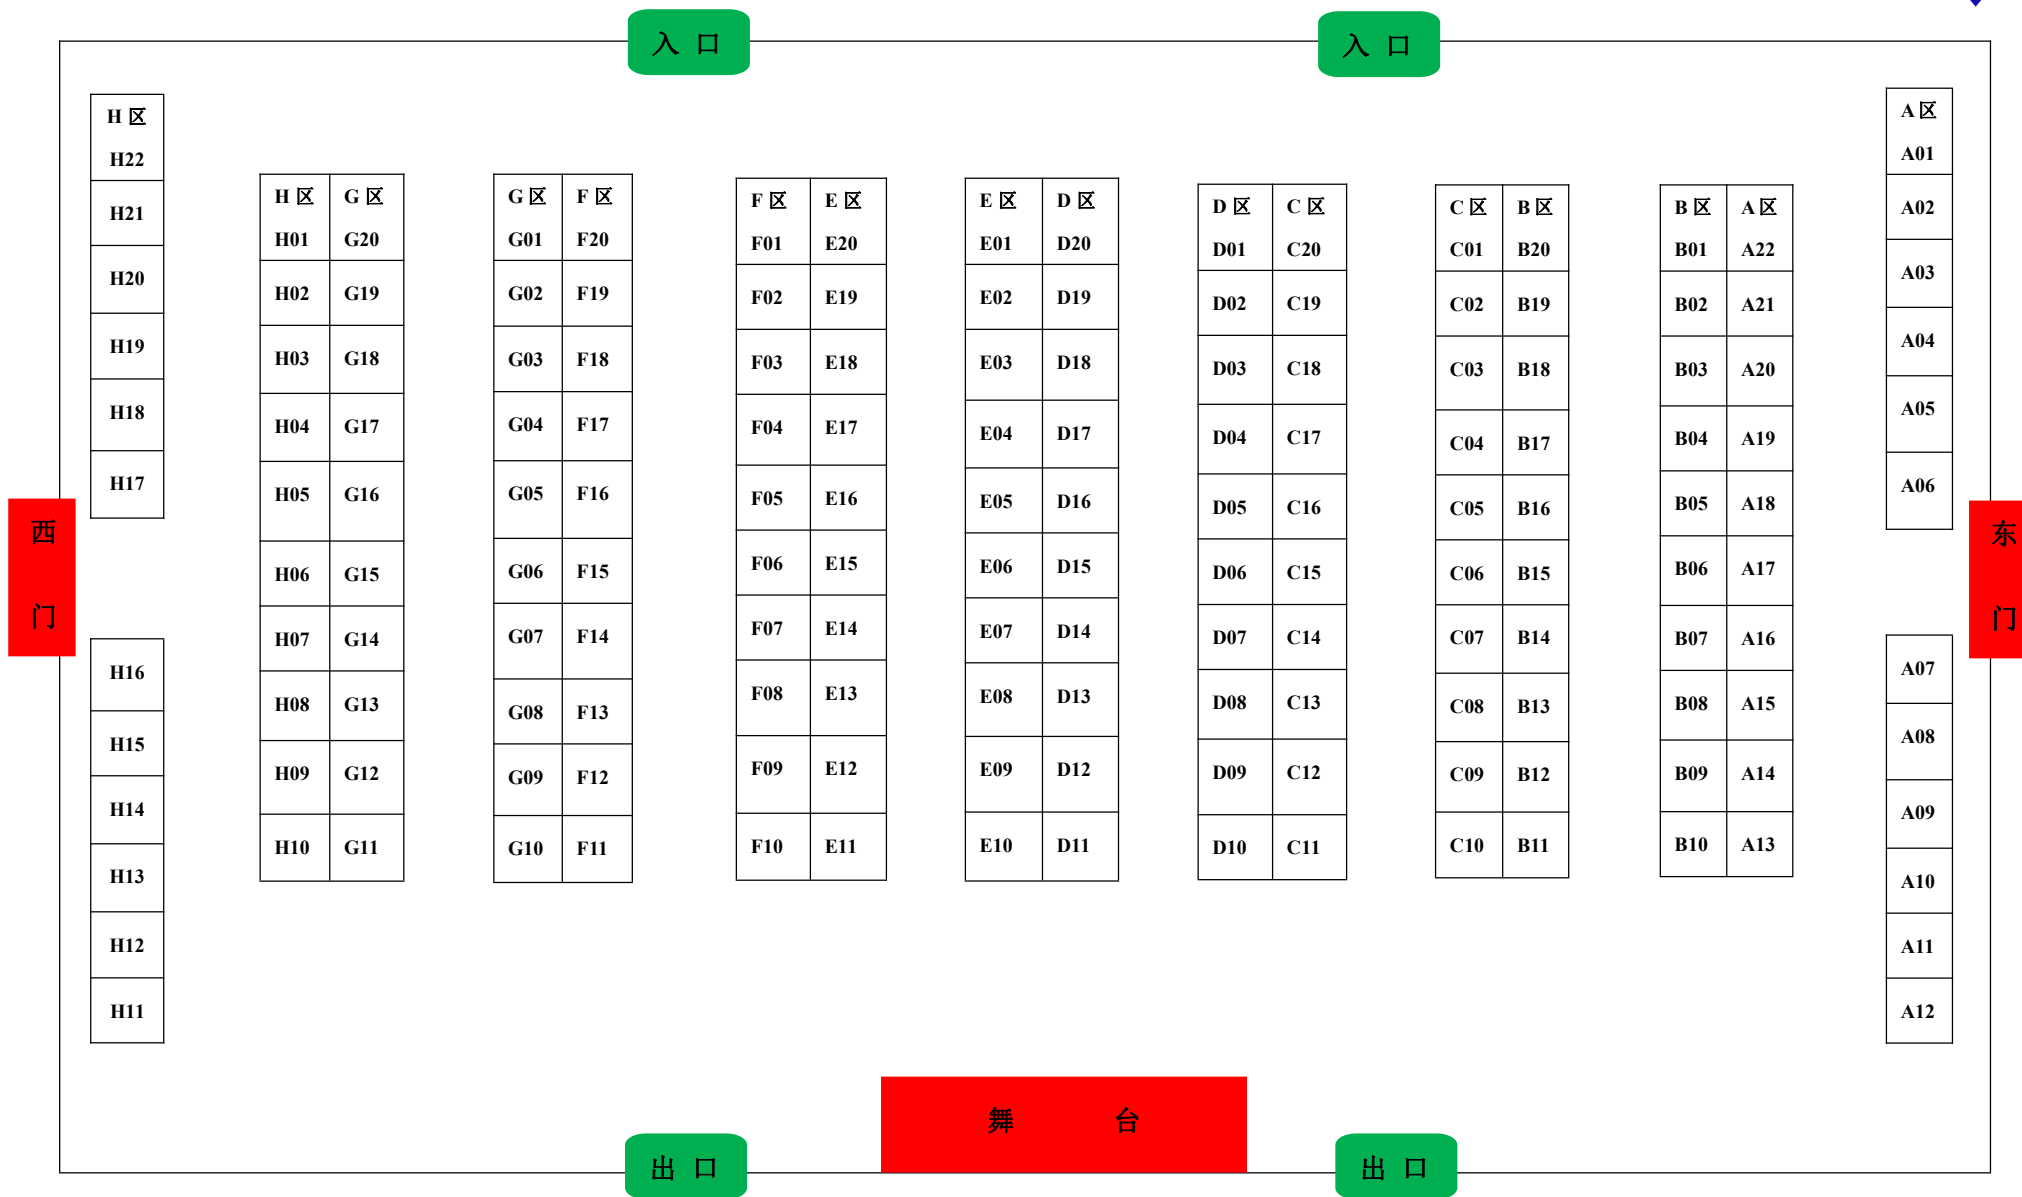 入 口
入 口
H 区
H22
H21
H20
H19
H18
H17
西
门
H16
H15
H14
H13
H12
H11
H 区 G 区
H01 G20
H02 G19
H03 G18
H04 G17
H05 G16
H06 G15
H07 G14
H08 G13
H09 G12
H10 G11
G 区 F 区
G01 F20
G02 F19
G03 F18
G04 F17
G05 F16
G06 F15
G07 F14
G08 F13
G09 F12
G10 F11
F 区 E 区
F01 E20
F02 E19
F03 E18
F04 E17
F05 E16
F06 E15
F07 E14
F08 E13
F09 E12
F10 E11
E 区 D 区
E01 D20
E02 D19
E03 D18
E04 D17
E05 D16
E06 D15
E07 D14
E08 D13
E09 D12
E10 D11
D 区 C 区
D01 C20
D02 C19
D03 C18
D04 C17
D05 C16
D06 C15
D07 C14
D08 C13
D09 C12
D10 C11
C 区 B 区
C01 B20
C02 B19
C03 B18
C04 B17
C05 B16
C06 B15
C07 B14
C08 B13
C09 B12
C10 B11
B 区 A 区
B01 A22
B02 A21
B03 A20
B04 A19
B05 A18
B06 A17
B07 A16
B08 A15
B09 A14
B10 A13
A 区
A01
A02
A03
A04
A05
A06
东
门
A07
A08
A09
A10
A11
A12
舞 台
出 口
出 口